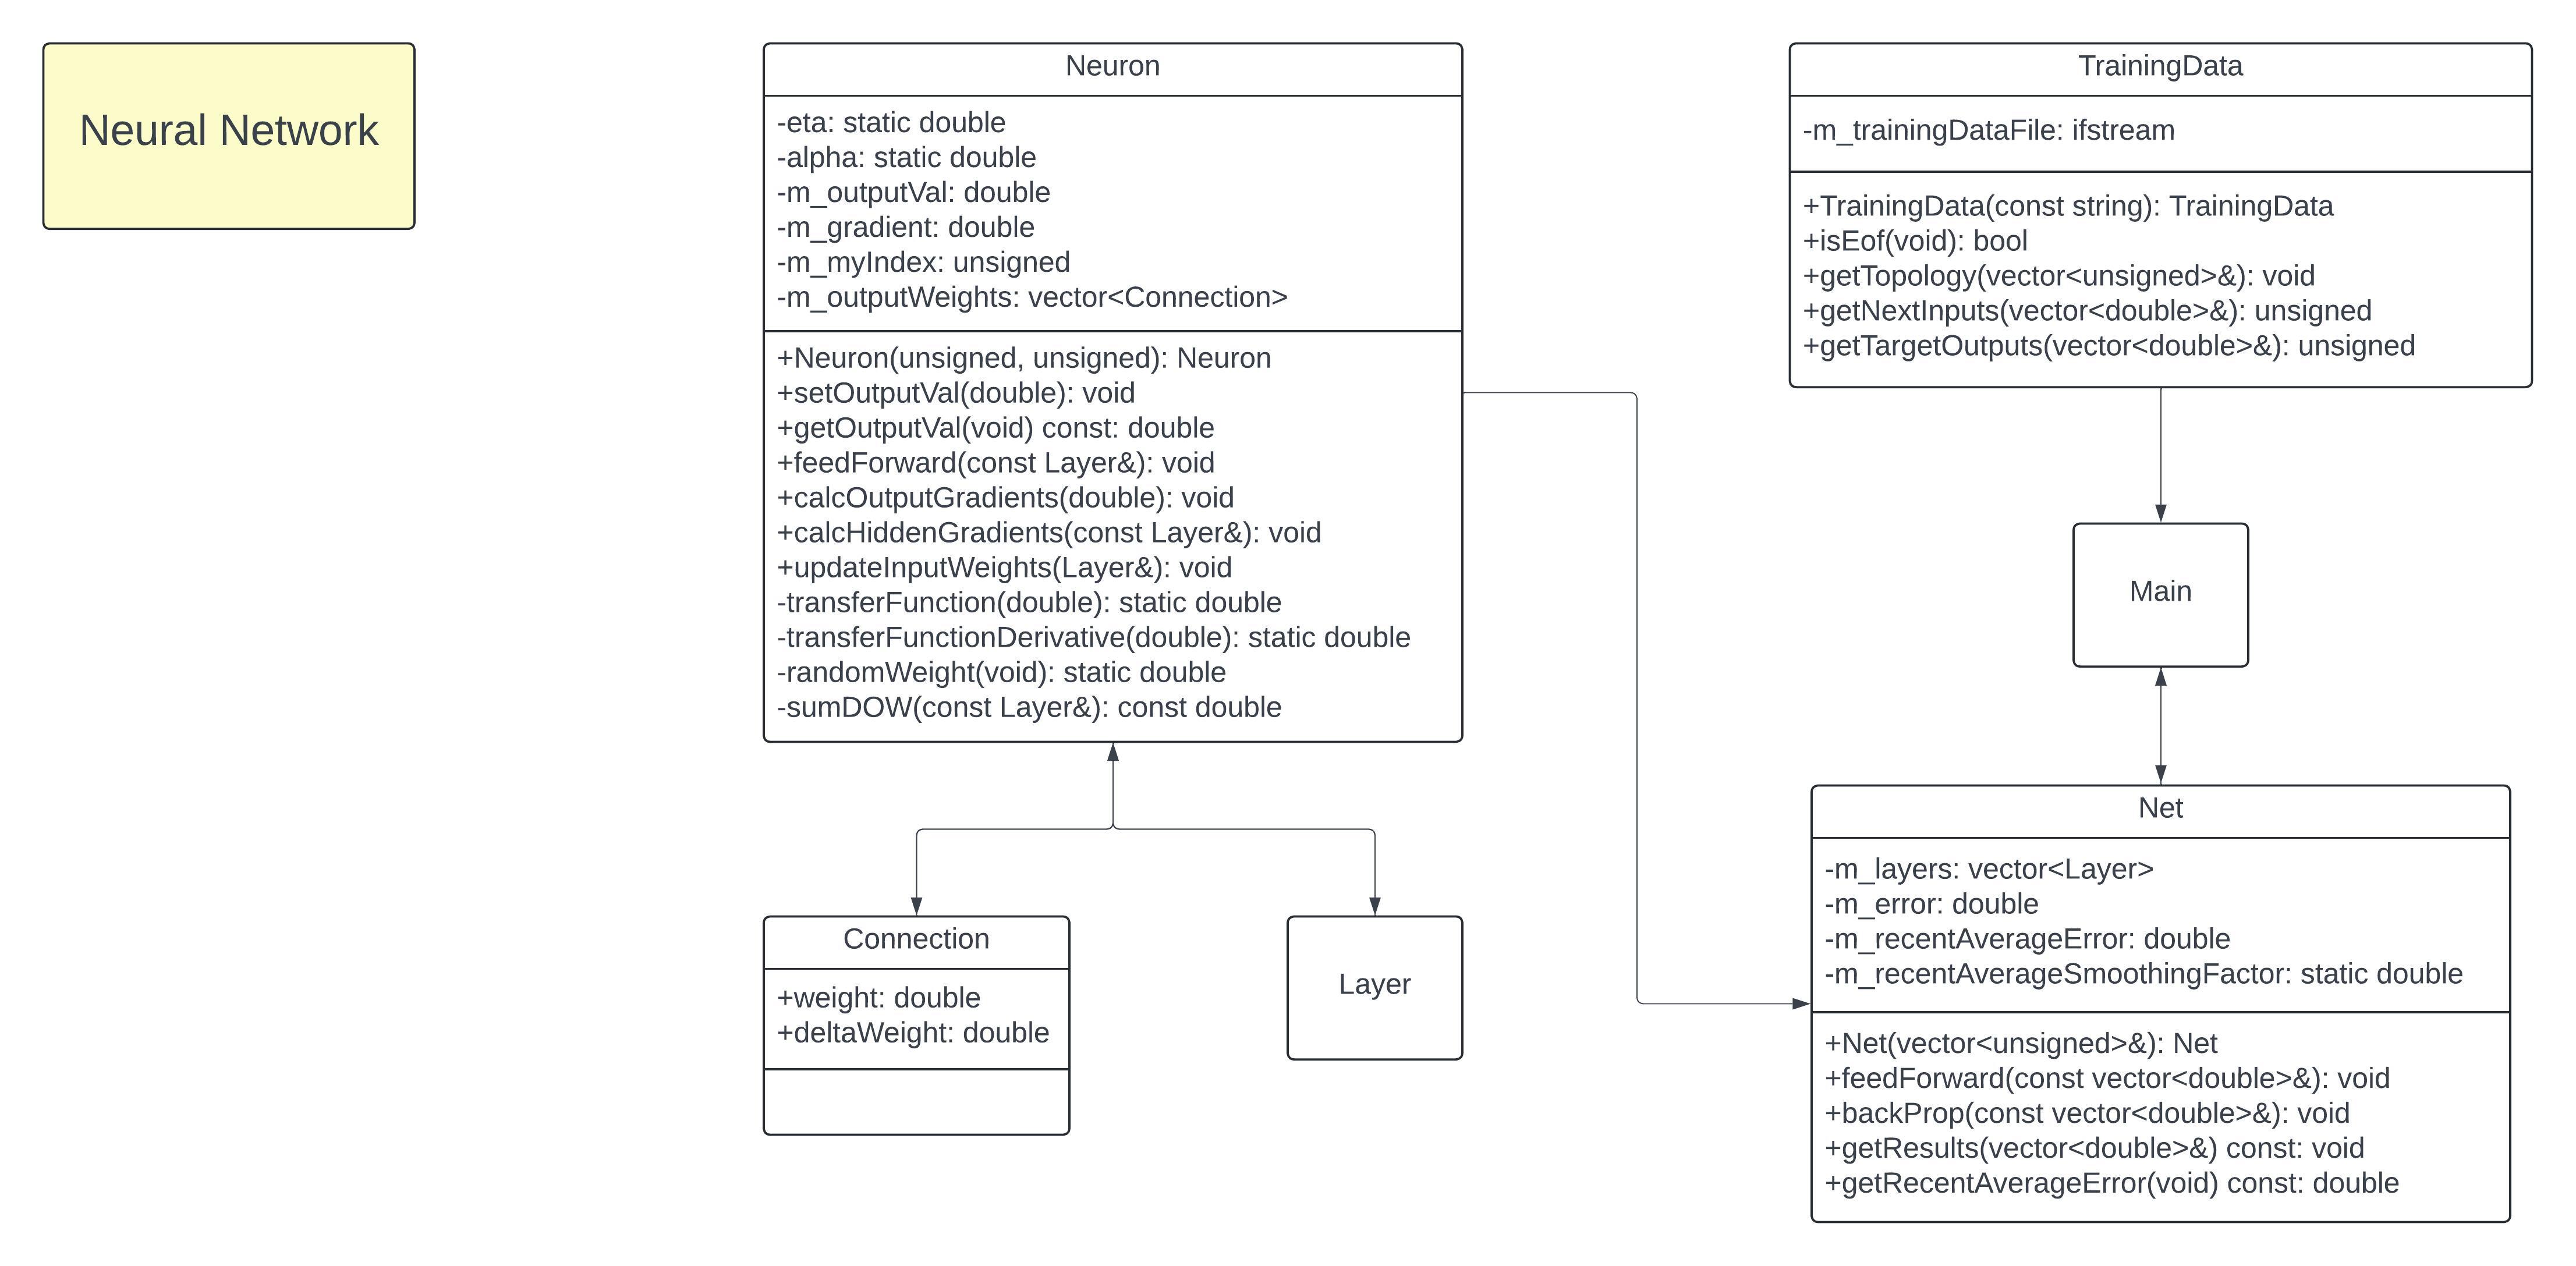 Neural Network
Neuron
-eta: static double
-alpha: static double
-m_outputVal: double
-m_gradient: double
-m_myIndex: unsigned
-m_outputWeights: vector<Connection>
+Neuron(unsigned, unsigned): Neuron
+setOutputVal(double): void
+getOutputVal(void) const: double
+feedForward(const Layer&): void
+calcOutputGradients(double): void
+calcHiddenGradients(const Layer&): void
+updateInputWeights(Layer&): void
-transferFunction(double): static double
-transferFunctionDerivative(double): static double
-randomWeight(void): static double
-sumDOW(const Layer&): const double
Connection
+weight: double
+deltaWeight: double
Layer
TrainingData
-m_trainingDataFile: ifstream
+TrainingData(const string): TrainingData
+isEof(void): bool
+getTopology(vector<unsigned>&): void
+getNextInputs(vector<double>&): unsigned
+getTargetOutputs(vector<double>&): unsigned
Main
Net
-m_layers: vector<Layer>
-m_error: double
-m_recentAverageError: double
-m_recentAverageSmoothingFactor: static double
+Net(vector<unsigned>&): Net
+feedForward(const vector<double>&): void
+backProp(const vector<double>&): void
+getResults(vector<double>&) const: void
+getRecentAverageError(void) const: double